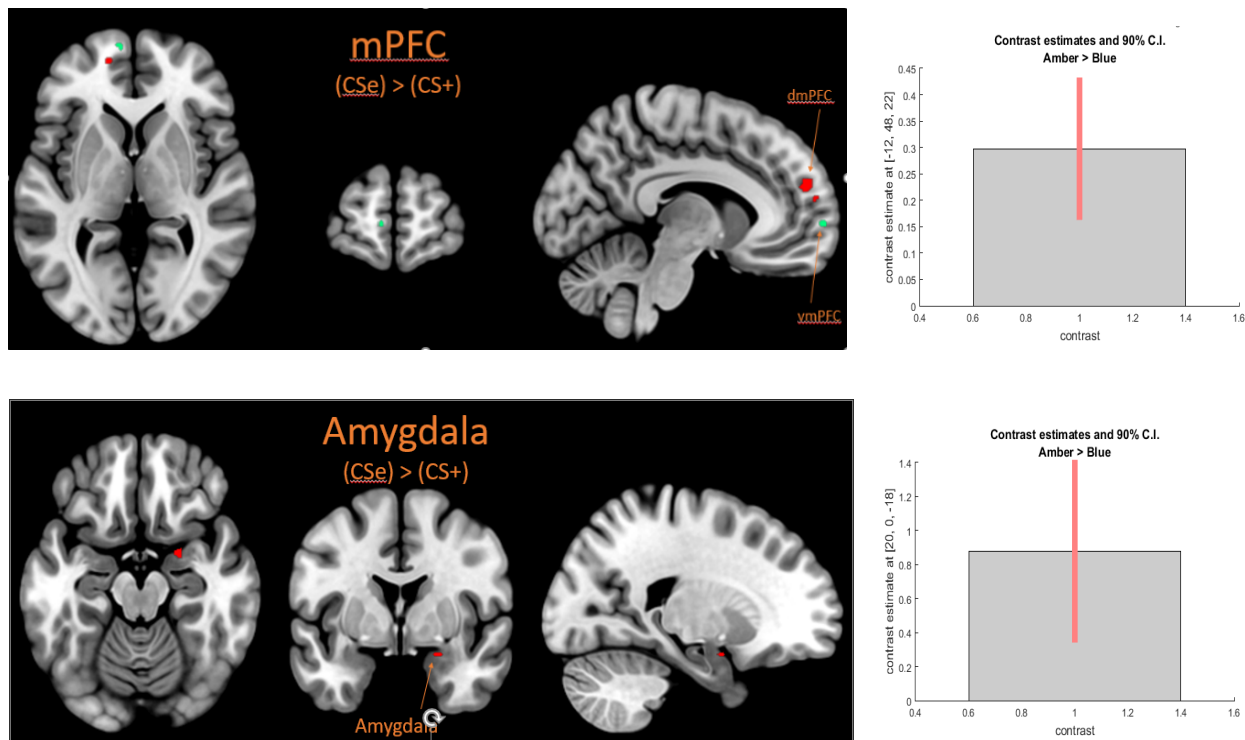 mPFC
(CSe) > (CS+)
dmPFC
vmPFC
Contrast estimates and 90% C.I.
Amber > Blue
contrast estimate at [-12, 48, 22]
0.45
0.4
0.35
0.3
0.25
0.2
0.15
0.1
0.05
0
0.4 0.6 0.8 1 1.2 1.4 1.6
contrast
Amygdala
(CSe) > (CS+)
Amygdala
Contrast estimates and 90% C.I.
Amber > Blue
contrast estimate at [20, 0, -18]
1.4
1.2
1
0.8
0.6
0.4
0.2
0
0.4 0.6 0.8 1 1.2 1.4 1.6
contrast